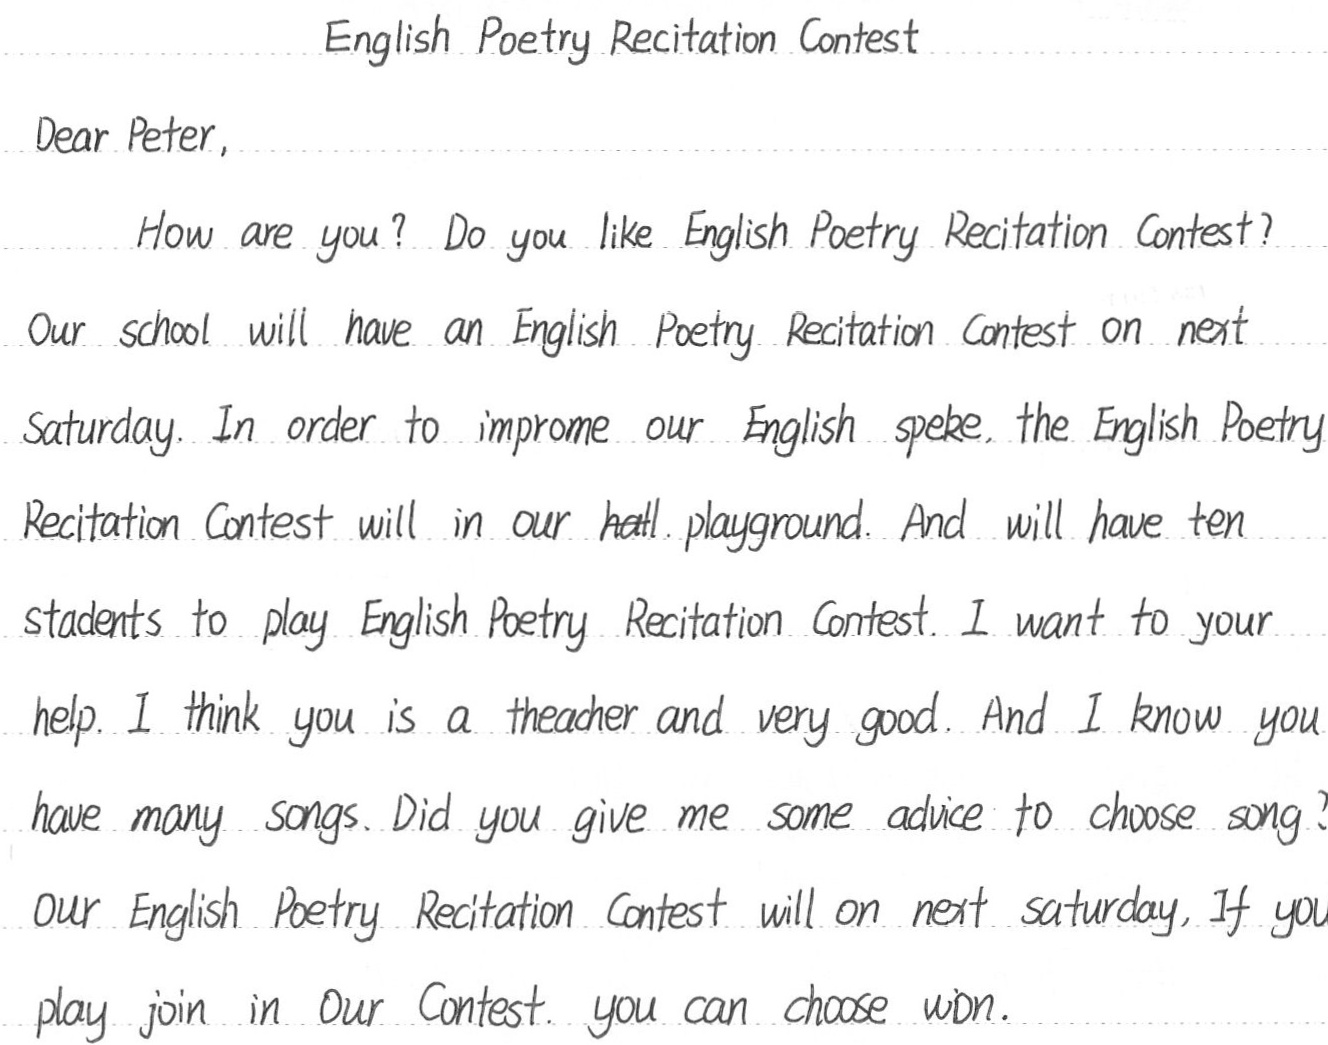 English Poetry Recitation Contest
Dear Peter,
How are you? Do you like English Poetry Recitation Contest?
Our school will have an English Poetry Recitation Contest on next
Saturday. In order to improme our English speke, the English Poetry
Recitation Contest will in our hall. playground. And will have ten
stadents to play English Poetry Recitation Contest. I want to your
help. I think you is a theacher and very good. And I know you
have many songs. Did you give me some advice to choose song?
Our English Poetry Recitation Contest will on next saturday, If you
play join in Our Contest. you can choose won.